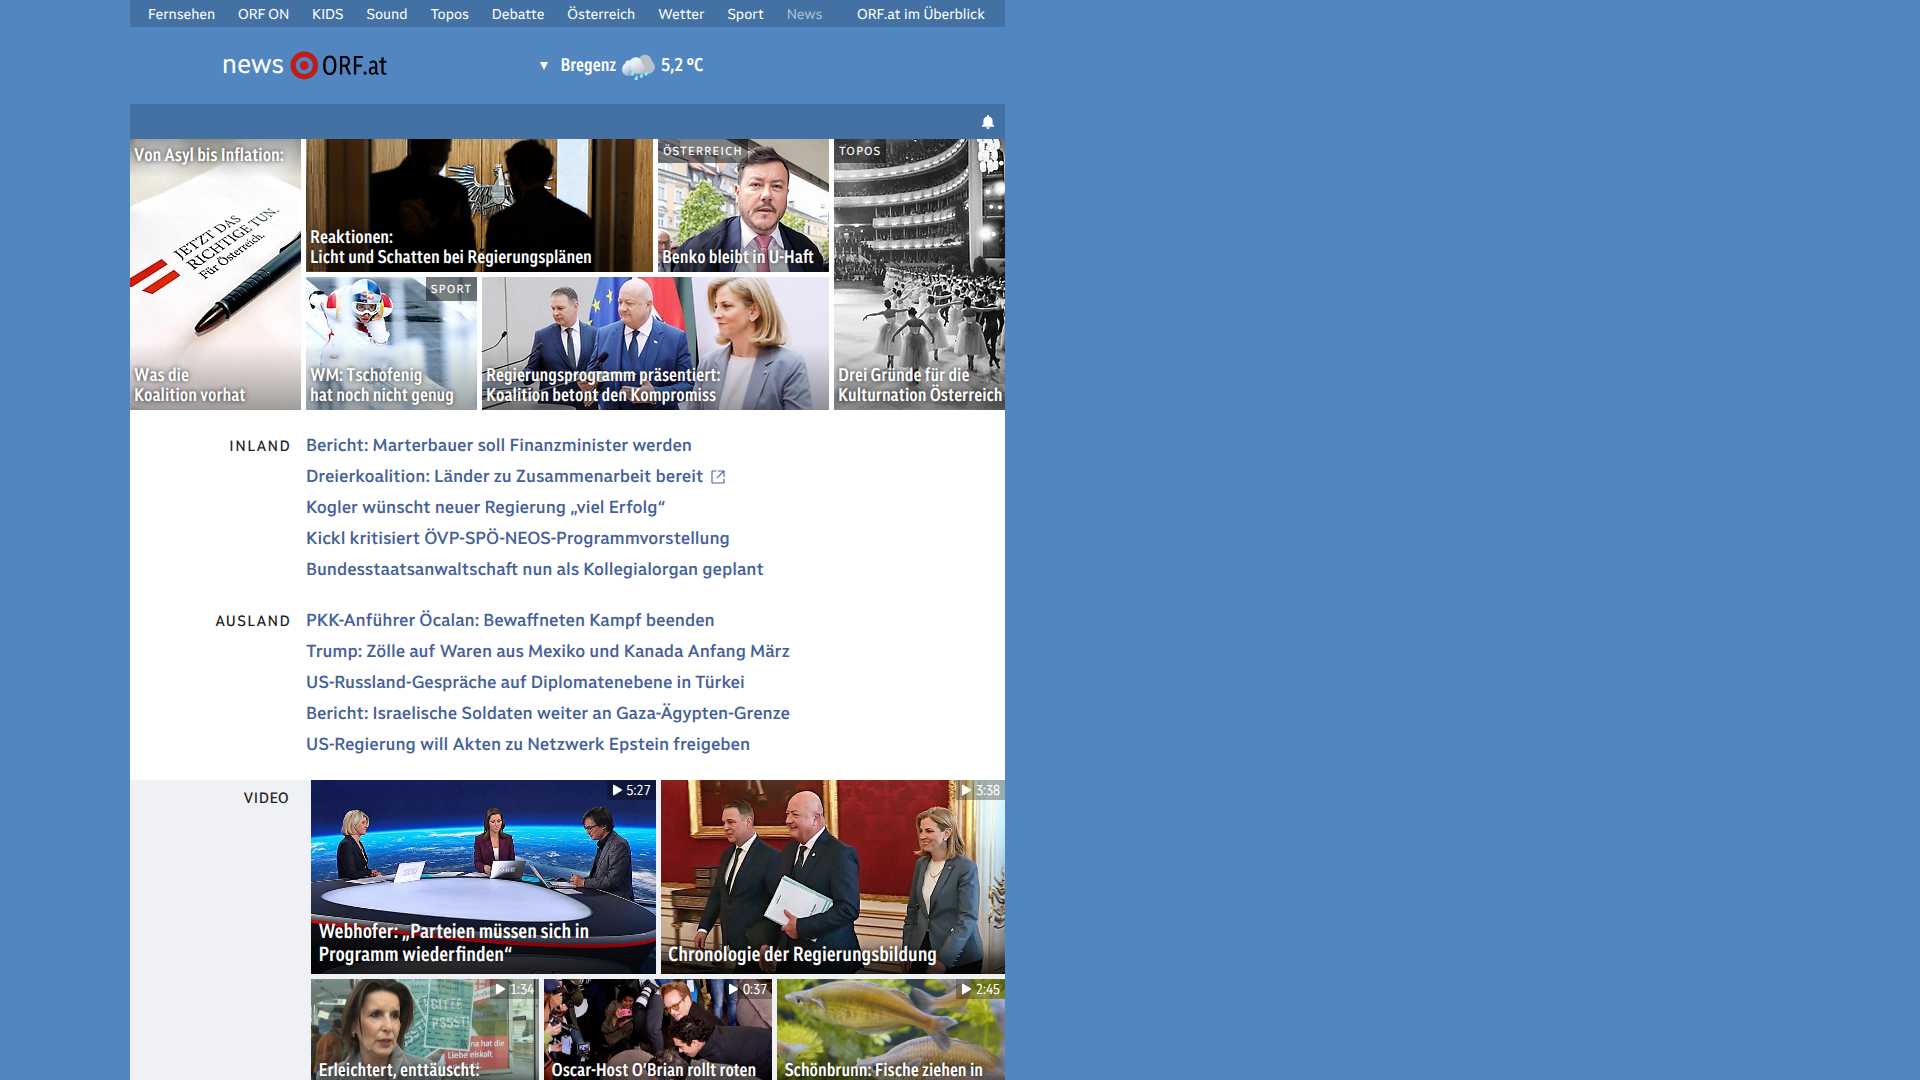 Fernsehen ORF ON KIDS Sound Topos Debatte Österreich Wetter Sport News ORF.at im Überblick
news ORF.at
Bregenz 5,2 °C
Von Asyl bis Inflation:
JETZT DAS
RICHTIGE TUN.
Für Österreich.
Was die
Koalition vorhat
Reaktionen:
Licht und Schatten bei Regierungsplänen
ÖSTERREICH
Benko bleibt in U-Haft
TOPOS
Drei Gründe für die
Kulturnation Österreich
SPORT
WM: Tschofenig
hat noch nicht genug
Regierungsprogramm präsentiert:
Koalition betont den Kompromiss
INLAND
Bericht: Marterbauer soll Finanzminister werden
Dreierkoalition: Länder zu Zusammenarbeit bereit
Kogler wünscht neuer Regierung „viel Erfolg“
Kickl kritisiert ÖVP-SPÖ-NEOS-Programmvorstellung
Bundesstaatsanwaltschaft nun als Kollegialorgan geplant
AUSLAND
PKK-Anführer Öcalan: Bewaffneten Kampf beenden
Trump: Zölle auf Waren aus Mexiko und Kanada Anfang März
US-Russland-Gespräche auf Diplomatenebene in Türkei
Bericht: Israelische Soldaten weiter an Gaza-Ägypten-Grenze
US-Regierung will Akten zu Netzwerk Epstein freigeben
VIDEO
5:27
Webhofer: „Parteien müssen sich in
Programm wiederfinden“
3:38
Chronologie der Regierungsbildung
1:34
PSSST
na hat die
Liebe eiskalt
Erleichtert, enttäuscht:
0:37
Oscar-Host O’Brian rollt roten
2:45
Schönbrunn: Fische ziehen in